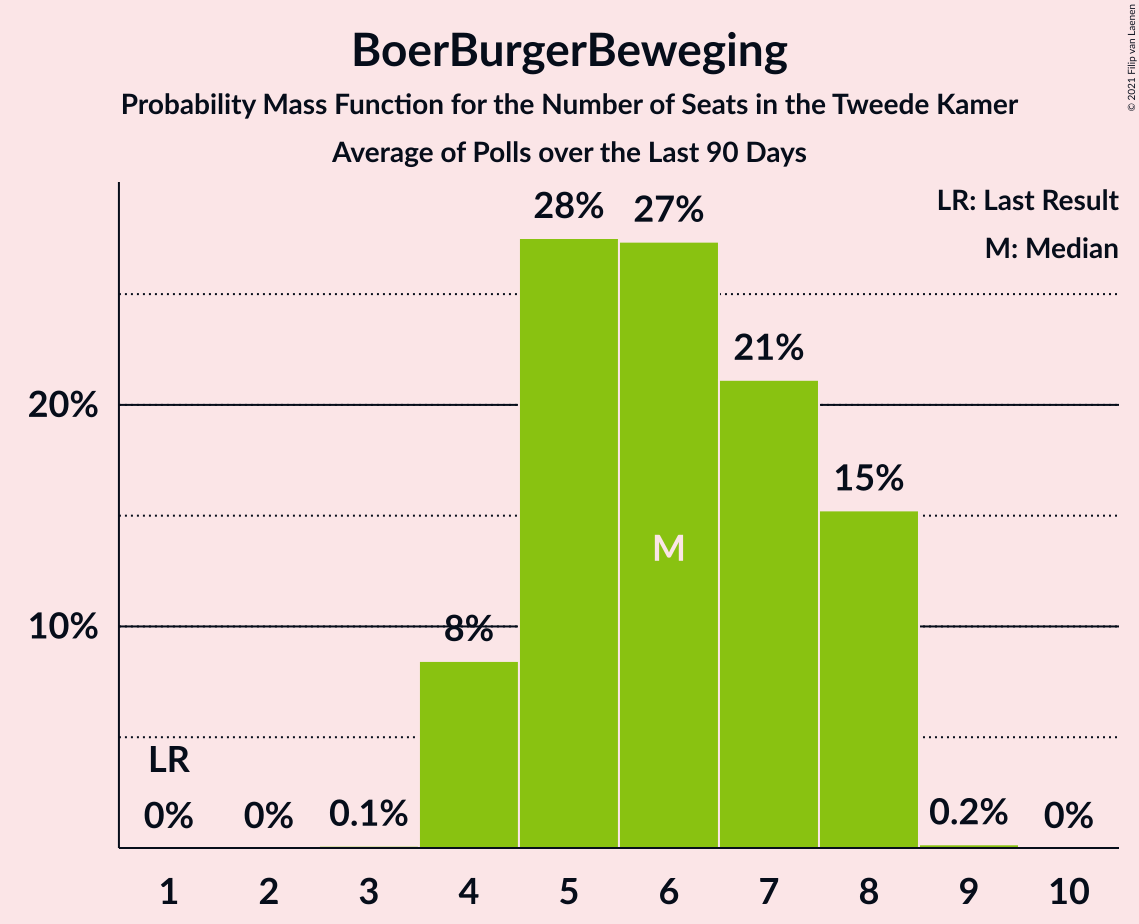 BoerBurgerBeweging
Probability Mass Function for the Number of Seats in the Tweede Kamer
Average of Polls over the Last 90 Days
© 2021 Filip van Laenen
LR: Last Result
M: Median
28%
27%
21%
20%
15%
M
10%
8%
LR
0%
0%
0.1%
0.2%
0%
1 2 3 4 5 6 7 8 9 10